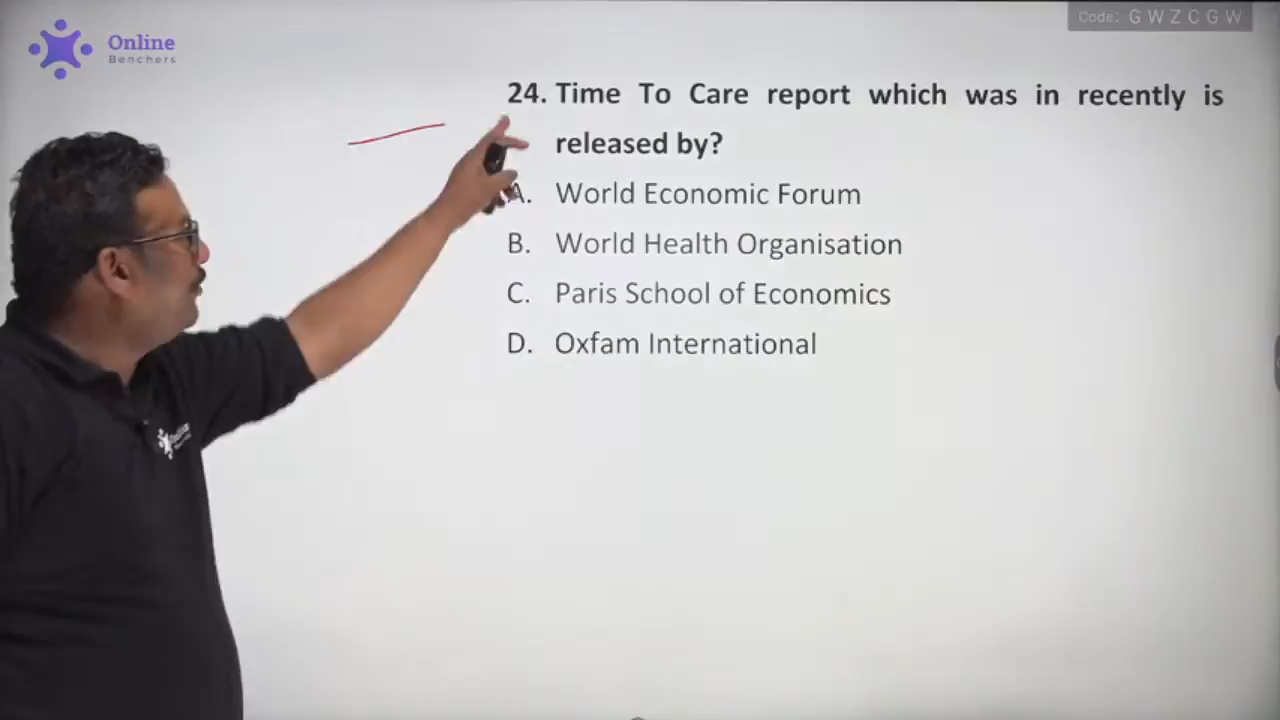 Code: G W Z C G W
Online
Benchers
24. Time To Care report which was in recently is
released by?
A. World Economic Forum
B. World Health Organisation
C. Paris School of Economics
D. Oxfam International